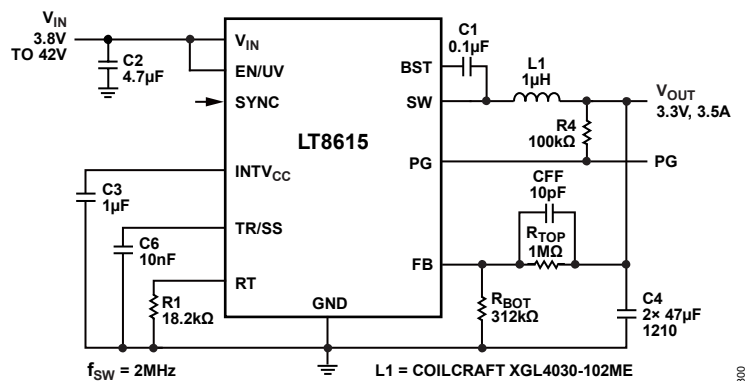 VIN
3.8V
TO 42V
C2
4.7µF
VIN
EN/UV
SYNC
LT8615
INTVCC
TR/SS
RT
GND
BST
SW
PG
FB
C1
0.1µF
L1
1µH
VOUT
3.3V, 3.5A
R4
100kΩ
PG
CFF
10pF
RTOP
1MΩ
RBOT
312kΩ
C4
2× 47µF
1210
C3
1µF
C6
10nF
R1
18.2kΩ
fSW = 2MHz
L1 = COILCRAFT XGL4030-102ME
300